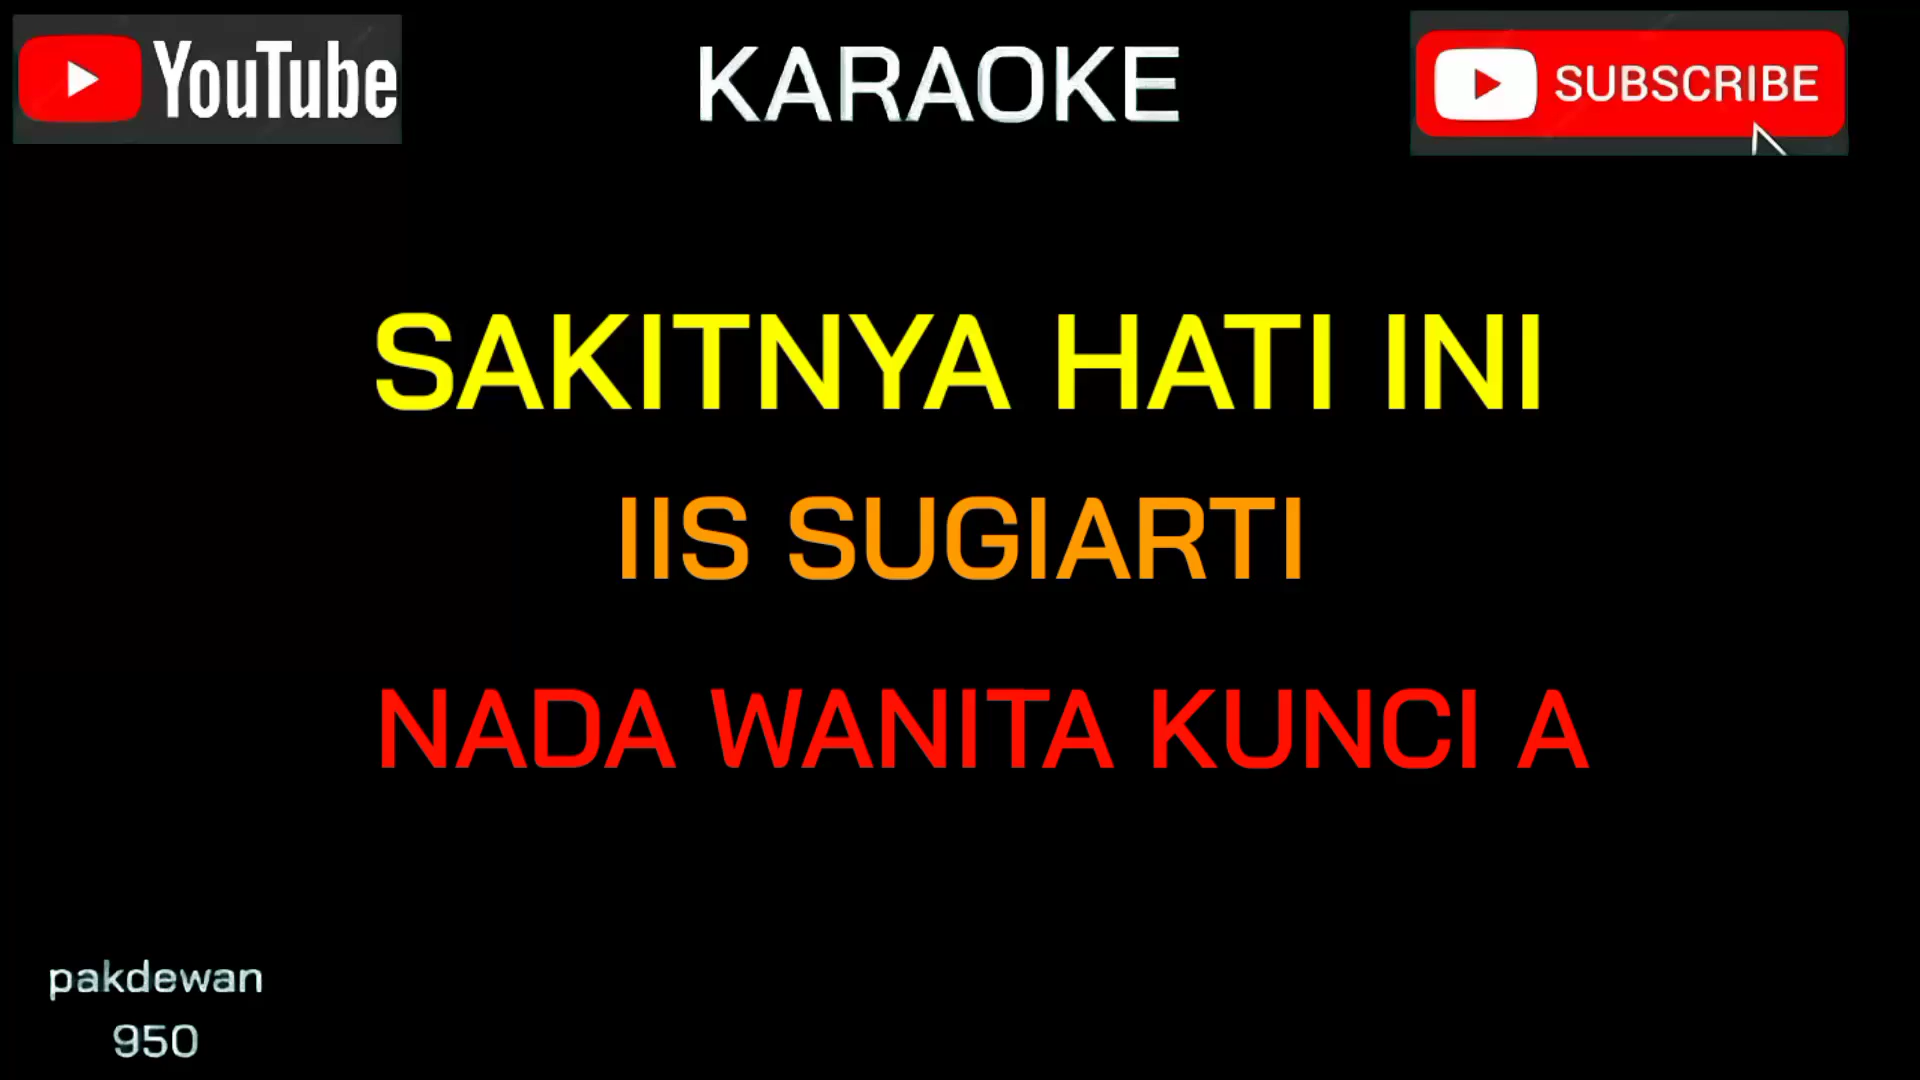 YouTube
KARAOKE
SUBSCRIBE
SAKITNYA HATI INI
IIS SUGIARTI
NADA WANITA KUNCI A
pakdewan
950